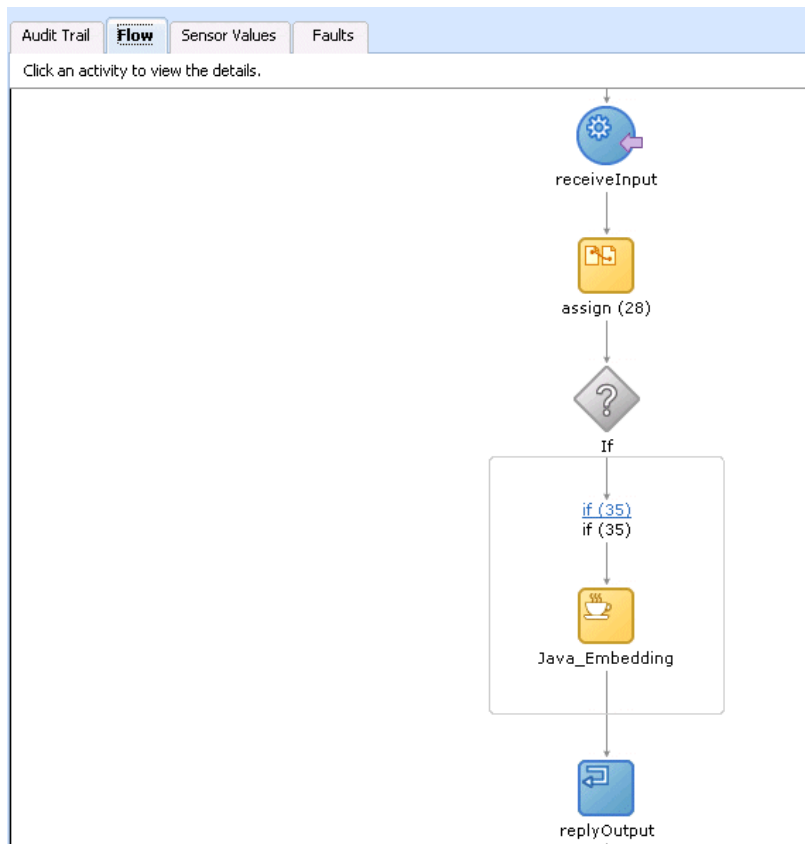 Audit Trail Flow Sensor Values Faults
Click an activity to view the details.
receiveInput
assign (28)
If
if (35)
if (35)
Java_Embedding
replyOutput